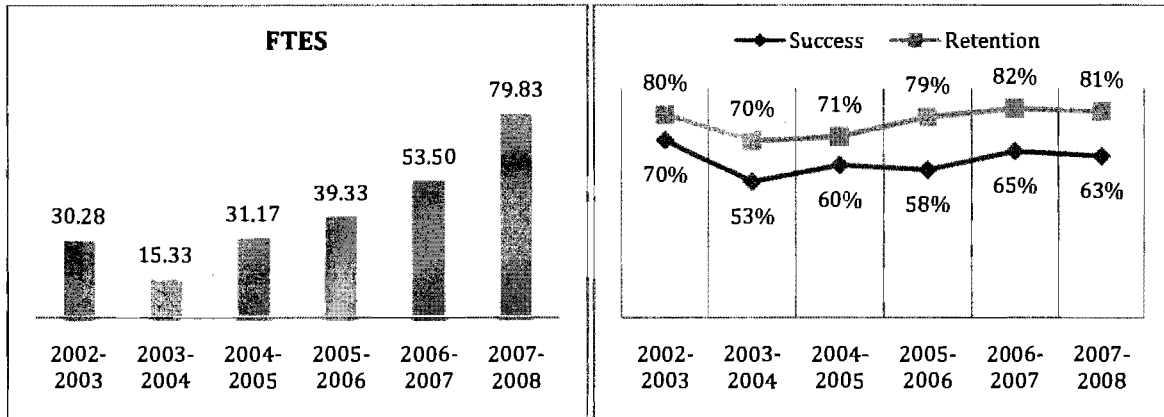 FTES
79.83
53.50
39.33
31.17
30.28
15.33
2002- 2003- 2004- 2005- 2006- 2007-
2003 2004 2005 2006 2007 2008
Success Retention
80% 70% 71% 79% 82% 81%
70% 53% 60% 58% 65% 63%
2002- 2003- 2004- 2005- 2006- 2007-
2003 2004 2005 2006 2007 2008